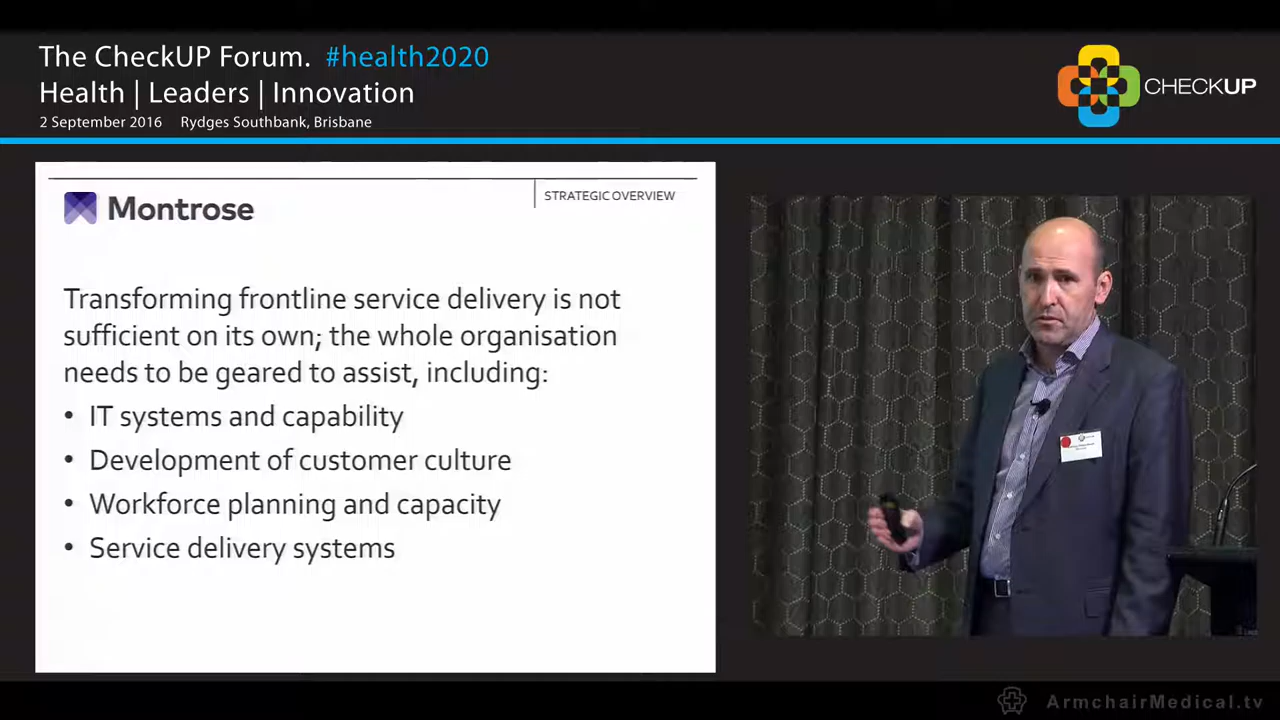 The CheckUP Forum. #health2020
Health | Leaders | Innovation
2 September 2016 Rydges Southbank, Brisbane
CHECKUP
Montrose
STRATEGIC OVERVIEW
Transforming frontline service delivery is not
sufficient on its own; the whole organisation
needs to be geared to assist, including:
• IT systems and capability
• Development of customer culture
• Workforce planning and capacity
• Service delivery systems
ArmchairMedical.tv